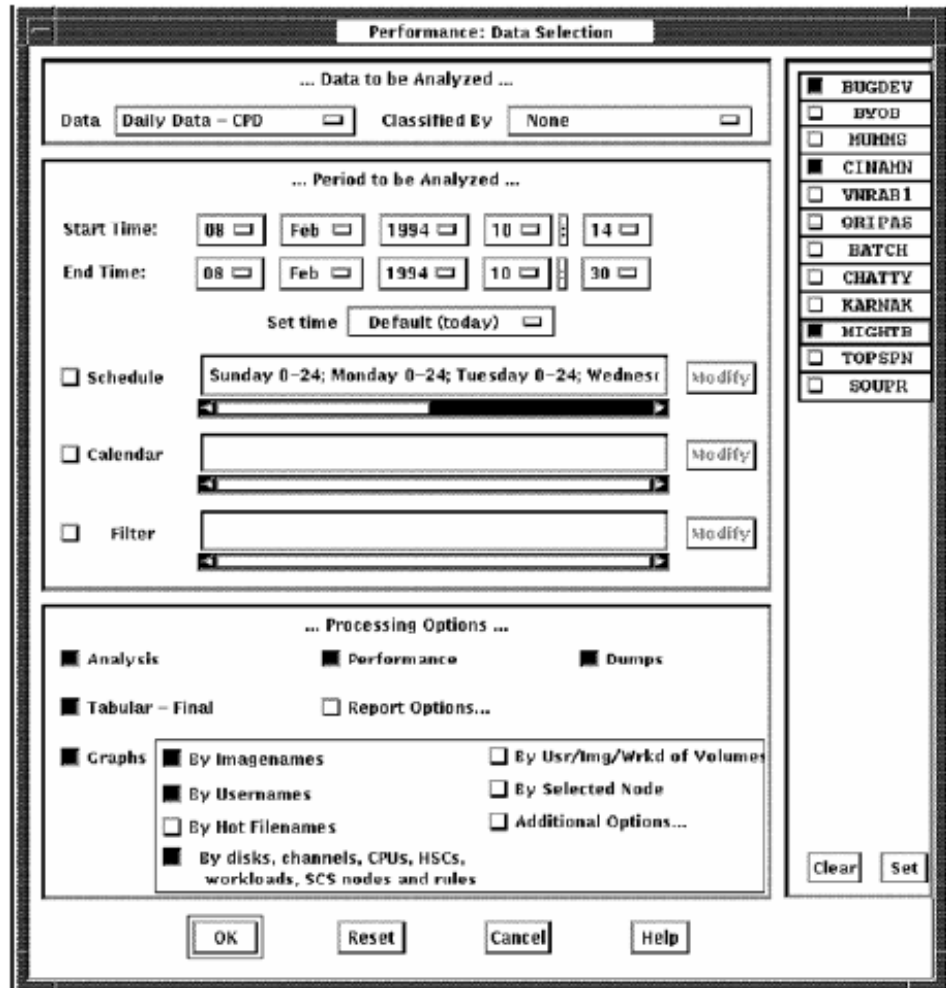 Performance: Data Selection
... Data to be Analyzed ...
Data Daily Data - CPD Classified By None
... Period to be Analyzed ...
Start Time: 08 Feb 1994 10 : 14
End Time: 08 Feb 1994 10 : 30
Set time Default (today)
Schedule Sunday 0-24; Monday 0-24; Tuesday 0-24; Wednesc Modify
Calendar Modify
Filter Modify
... Processing Options ...
Analysis Performance Dumps
Tabular - Final Report Options...
Graphs By Imagenames By Usr/Img/Wrkd of Volumes
By Usernames By Selected Node
By Hot Filenames Additional Options...
By disks, channels, CPUs, HSCs,
workloads, SCS nodes and rules
OK Reset Cancel Help
BUGDEV
BYOB
MUMMS
CINAMN
VWRAB1
QRIPAS
BATCH
CHATTY
KARNAK
MIGHTB
TOPSPN
SOUPR
Clear Set